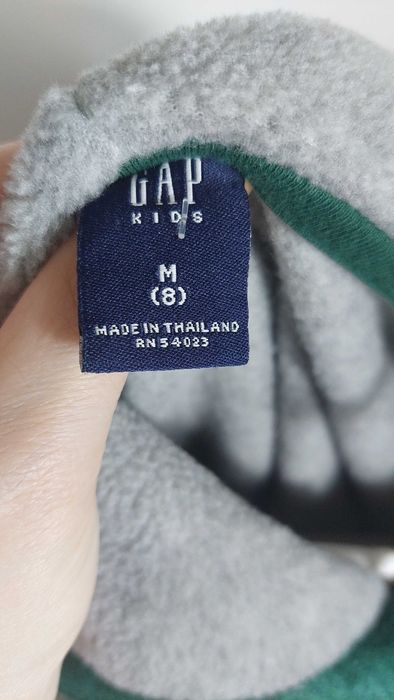 GAP
KIDS
M
(8)
MADE IN THAILAND
RN 54023